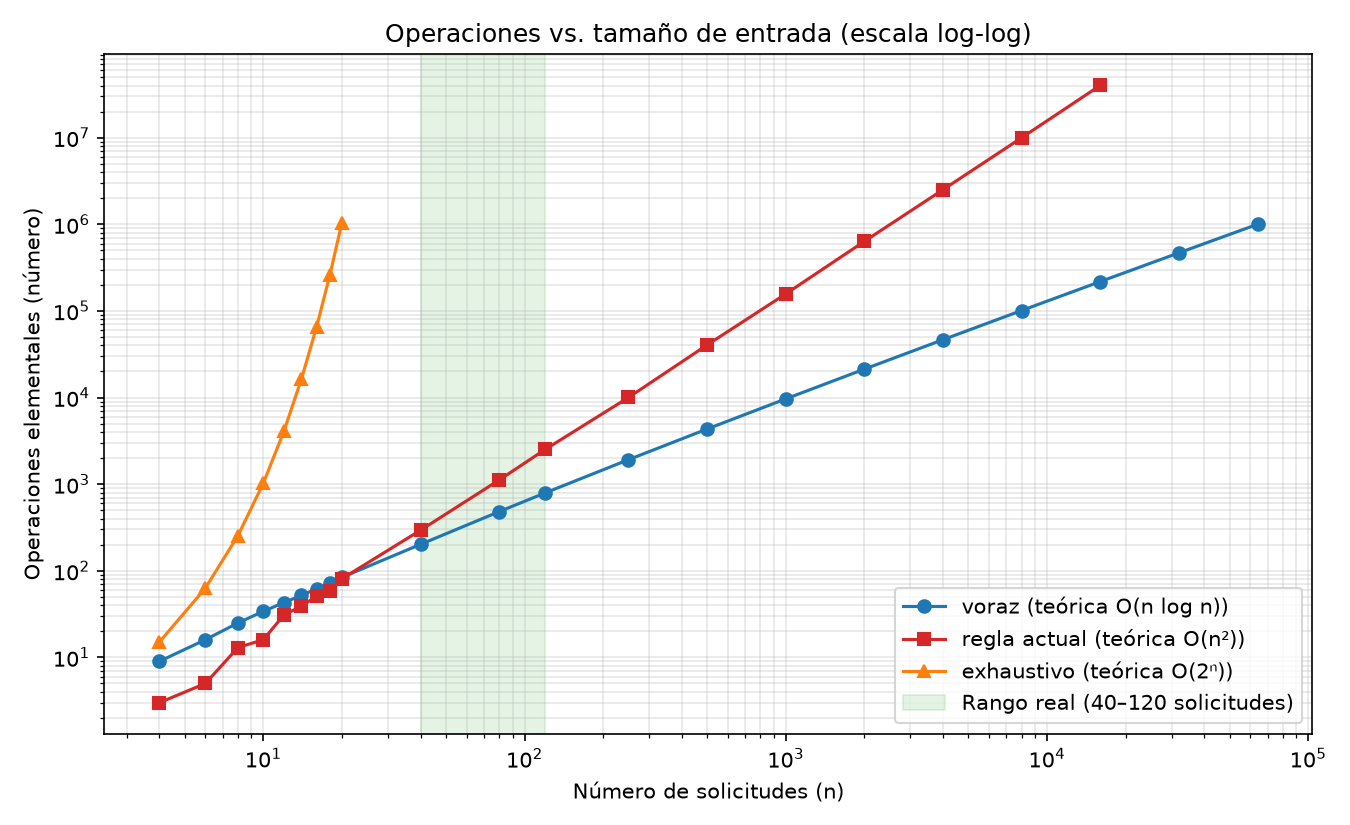 Operaciones vs. tamaño de entrada (escala log-log)
Operaciones elementales (número)
10⁷
10⁶
10⁵
10⁴
10³
10²
10¹
voraz (teórica O(n log n))
regla actual (teórica O(n²))
exhaustivo (teórica O(2ⁿ))
Rango real (40–120 solicitudes)
10¹ 10² 10³ 10⁴ 10⁵
Número de solicitudes (n)